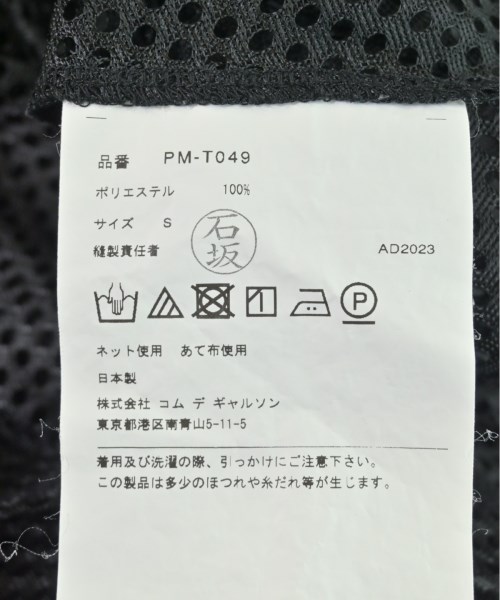 品番 PM-T049
ポリエステル 100%
サイズ S
縫製責任者 石坂 AD2023
P
ネット使用 あて布使用
日本製
株式会社 コム デ ギャルソン
東京都港区南青山5-11-5
着用及び洗濯の際、引っかけにご注意下さい。
この製品は多少のほつれや糸だれ等が生じます。